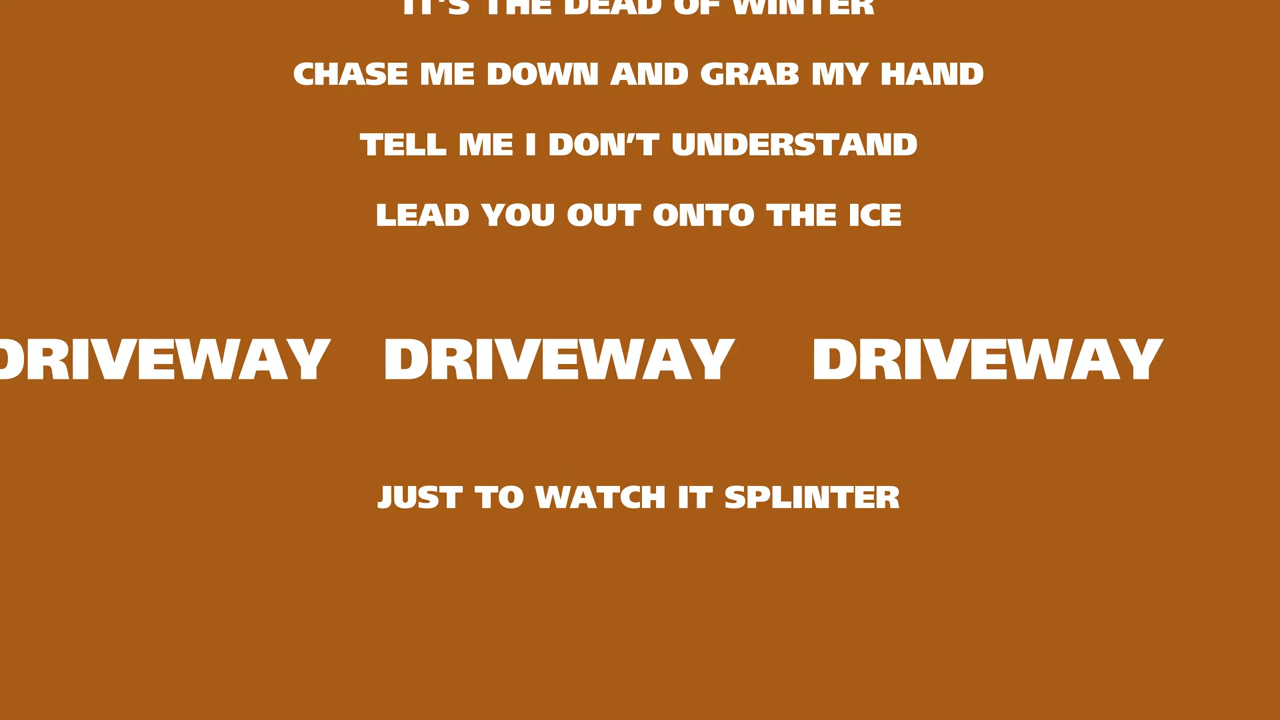 IT'S THE DEAD OF WINTER
CHASE ME DOWN AND GRAB MY HAND
TELL ME I DON'T UNDERSTAND
LEAD YOU OUT ONTO THE ICE
DRIVEWAY DRIVEWAY DRIVEWAY
JUST TO WATCH IT SPLINTER